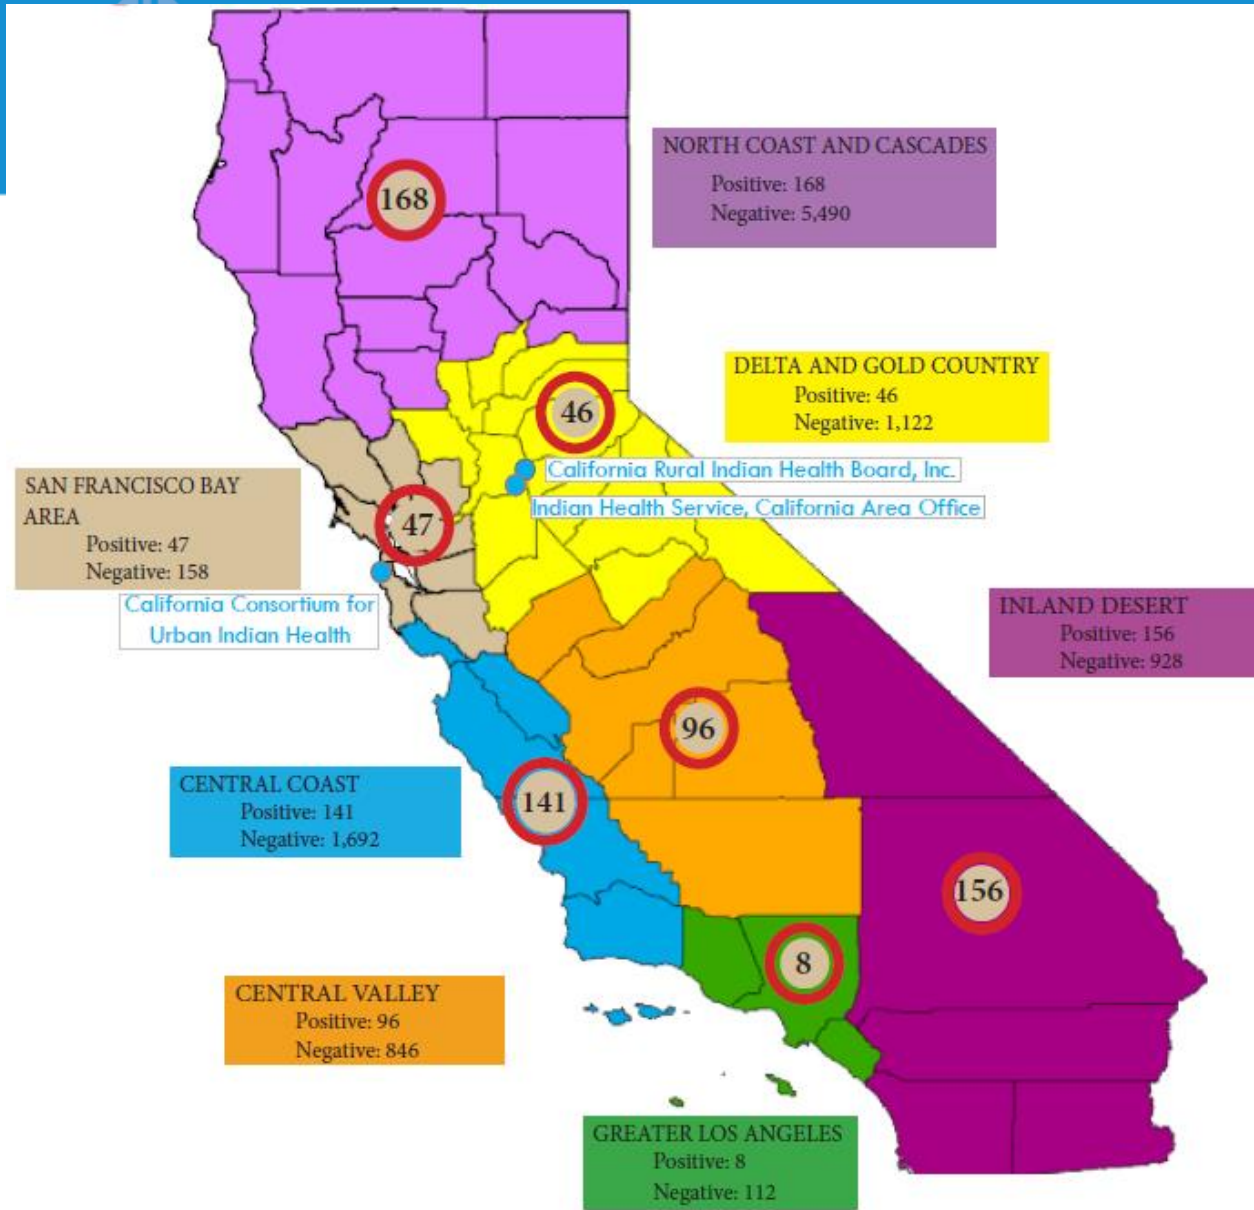 NORTH COAST AND CASCADES
Positive: 168
Negative: 5,490
168
DELTA AND GOLD COUNTRY
Positive: 46
Negative: 1,122
46
California Rural Indian Health Board, Inc.
Indian Health Service, California Area Office
SAN FRANCISCO BAY
AREA
Positive: 47
Negative: 158
47
California Consortium for
Urban Indian Health
INLAND DESERT
Positive: 156
Negative: 928
96
CENTRAL COAST
Positive: 141
Negative: 1,692
141
156
8
CENTRAL VALLEY
Positive: 96
Negative: 846
GREATER LOS ANGELES
Positive: 8
Negative: 112